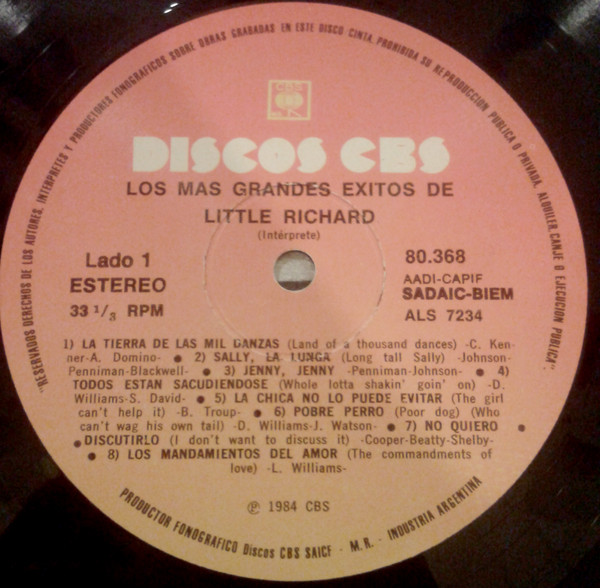 "RESERVADOS DERECHOS DE LOS AUTORES, INTERPRETES Y PRODUCTORES FONOGRAFICOS SOBRE OBRAS GRABADAS EN ESTE DISCO CINTA, PROHIBIDA SU REPRODUCCION PUBLICA O PRIVADA, ALQUILER, CANJE O EJECUCION PUBLICA"
CBS
DISCOS CBS
LOS MAS GRANDES EXITOS DE
LITTLE RICHARD
(Intérprete)
Lado 1
ESTEREO
33 1/3 RPM
80.368
AADI-CAPIF
SADAIC-BIEM
ALS 7234
1) LA TIERRA DE LAS MIL DANZAS (Land of a thousand dances) -C. Ken-
ner-A. Domino- ● 2) SALLY, LA LUNGA (Long tall Sally) -Johnson-
Penniman-Blackwell- ● 3) JENNY, JENNY -Penniman-Johnson- ● 4)
TODOS ESTAN SACUDIENDOSE (Whole lotta shakin' goin' on) -D.
Williams-S. David- ● 5) LA CHICA NO LO PUEDE EVITAR (The girl
can't help it) -B. Troup- ● 6) POBRE PERRO (Poor dog) (Who
can't wag his own tail) -D. Williams-J. Watson- ● 7) NO QUIERO
DISCUTIRLO (I don't want to discuss it) -Cooper-Beatty-Shelby-
● 8) LOS MANDAMIENTOS DEL AMOR (The commandments of
love) -L. Williams-
℗ 1984 CBS
PRODUCTOR FONOGRAFICO Discos CBS SAICF - M.R. - INDUSTRIA ARGENTINA